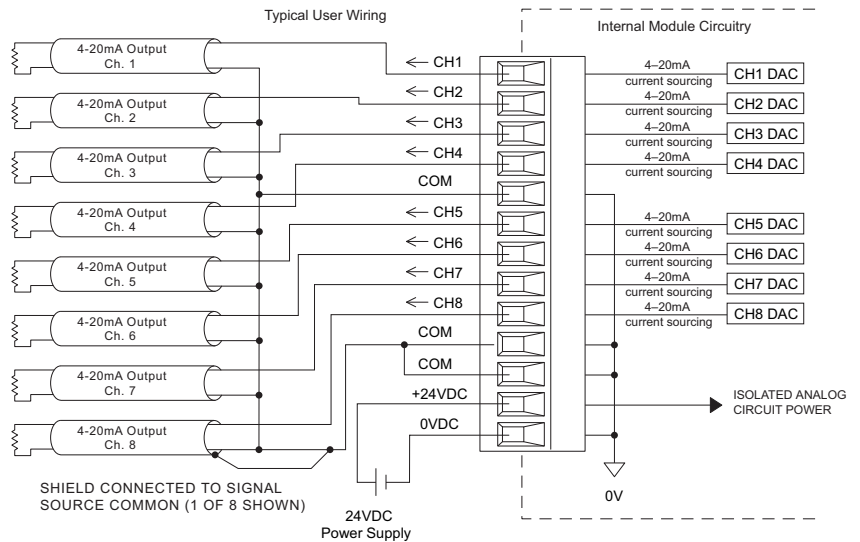 Typical User Wiring
Internal Module Circuitry
4-20mA Output
Ch. 1
4-20mA Output
Ch. 2
4-20mA Output
Ch. 3
4-20mA Output
Ch. 4
4-20mA Output
Ch. 5
4-20mA Output
Ch. 6
4-20mA Output
Ch. 7
4-20mA Output
Ch. 8
SHIELD CONNECTED TO SIGNAL
SOURCE COMMON (1 OF 8 SHOWN)
CH1
CH2
CH3
CH4
COM
CH5
CH6
CH7
CH8
COM
COM
+24VDC
0VDC
24VDC
Power Supply
4–20mA
current sourcing
CH1 DAC
4–20mA
current sourcing
CH2 DAC
4–20mA
current sourcing
CH3 DAC
4–20mA
current sourcing
CH4 DAC
4–20mA
current sourcing
CH5 DAC
4–20mA
current sourcing
CH6 DAC
4–20mA
current sourcing
CH7 DAC
4–20mA
current sourcing
CH8 DAC
ISOLATED ANALOG
CIRCUIT POWER
0V